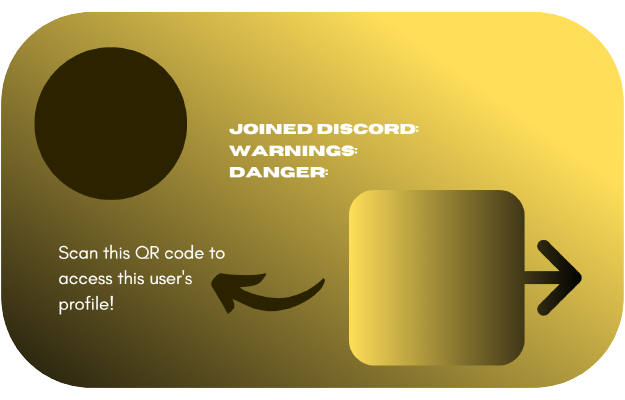 JOINED DISCORD:
WARNINGS:
DANGER:
Scan this QR code to
access this user's
profile!